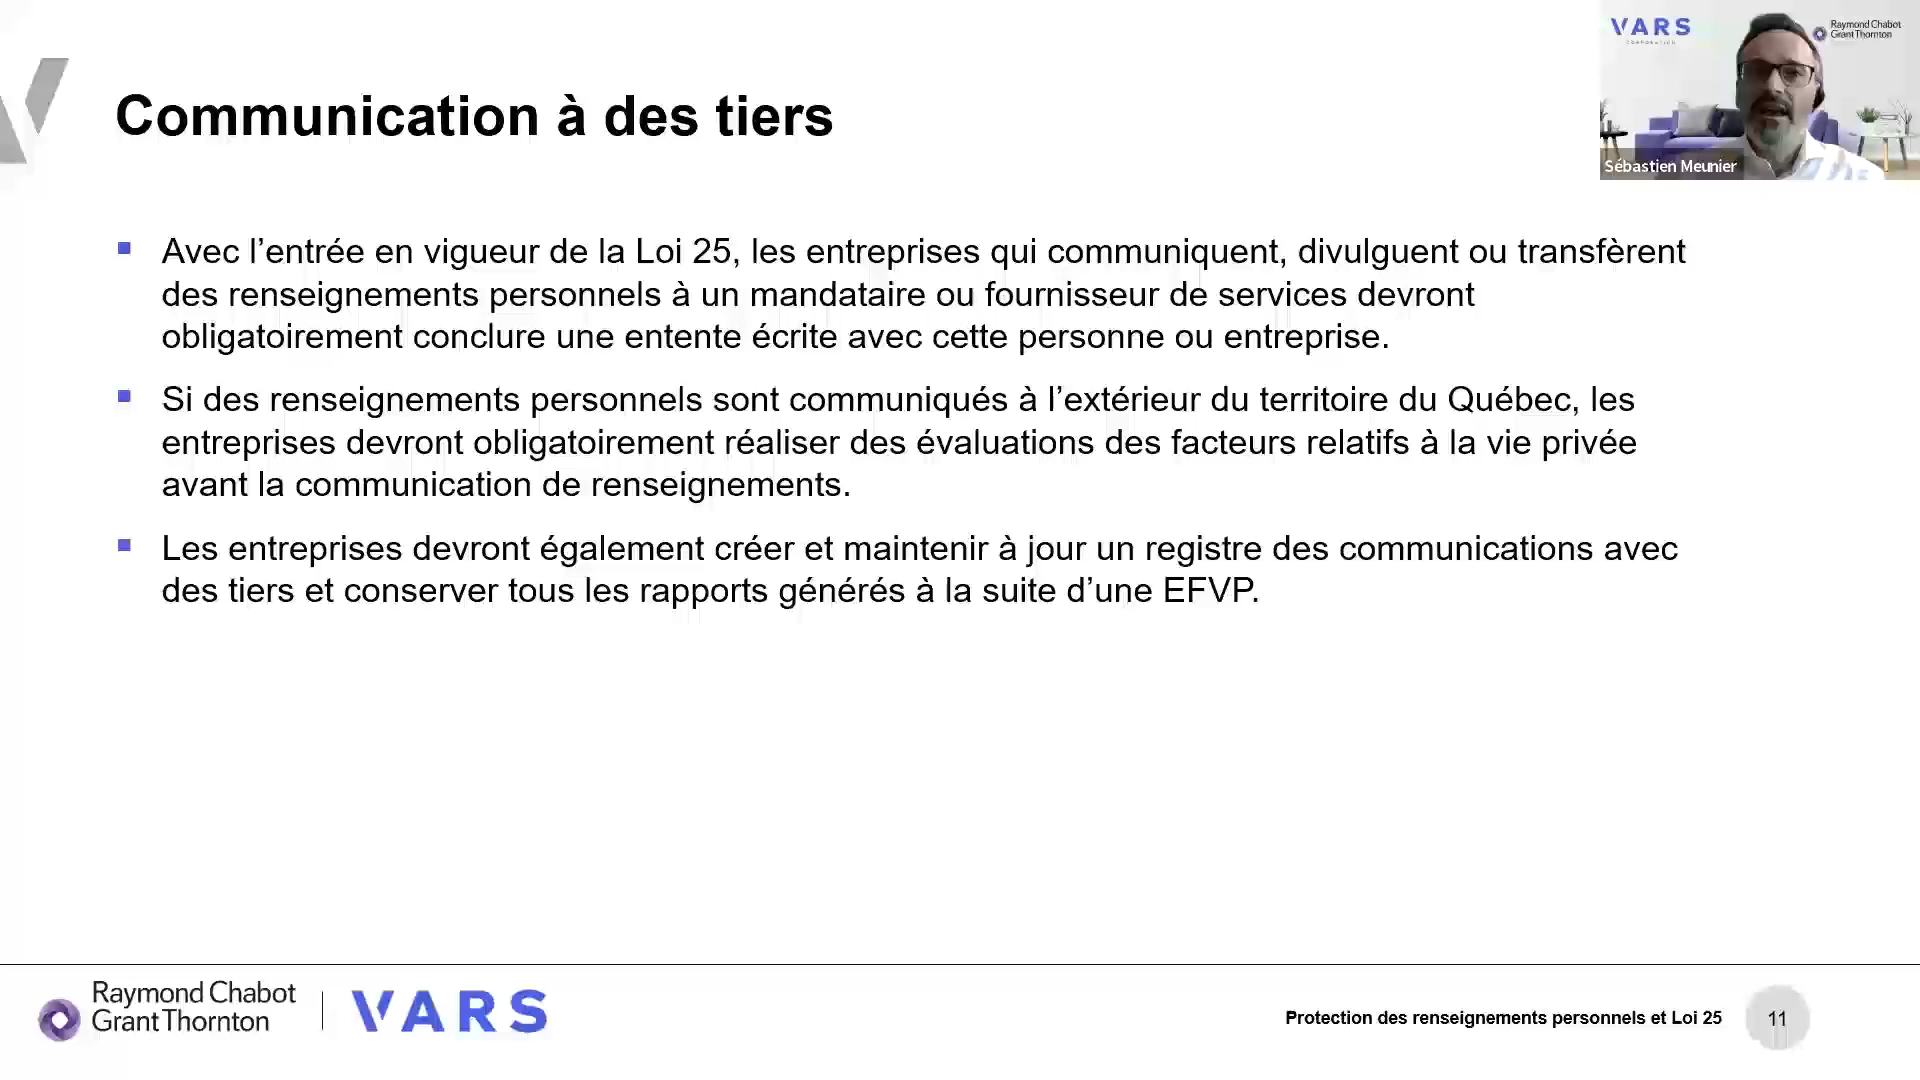 Communication à des tiers
VARS
CORPORATION
Raymond Chabot
Grant Thornton
Sébastien Meunier
Avec l’entrée en vigueur de la Loi 25, les entreprises qui communiquent, divulguent ou transfèrent
des renseignements personnels à un mandataire ou fournisseur de services devront
obligatoirement conclure une entente écrite avec cette personne ou entreprise.
Si des renseignements personnels sont communiqués à l’extérieur du territoire du Québec, les
entreprises devront obligatoirement réaliser des évaluations des facteurs relatifs à la vie privée
avant la communication de renseignements.
Les entreprises devront également créer et maintenir à jour un registre des communications avec
des tiers et conserver tous les rapports générés à la suite d’une EFVP.
Raymond Chabot
Grant Thornton
VARS
Protection des renseignements personnels et Loi 25
11